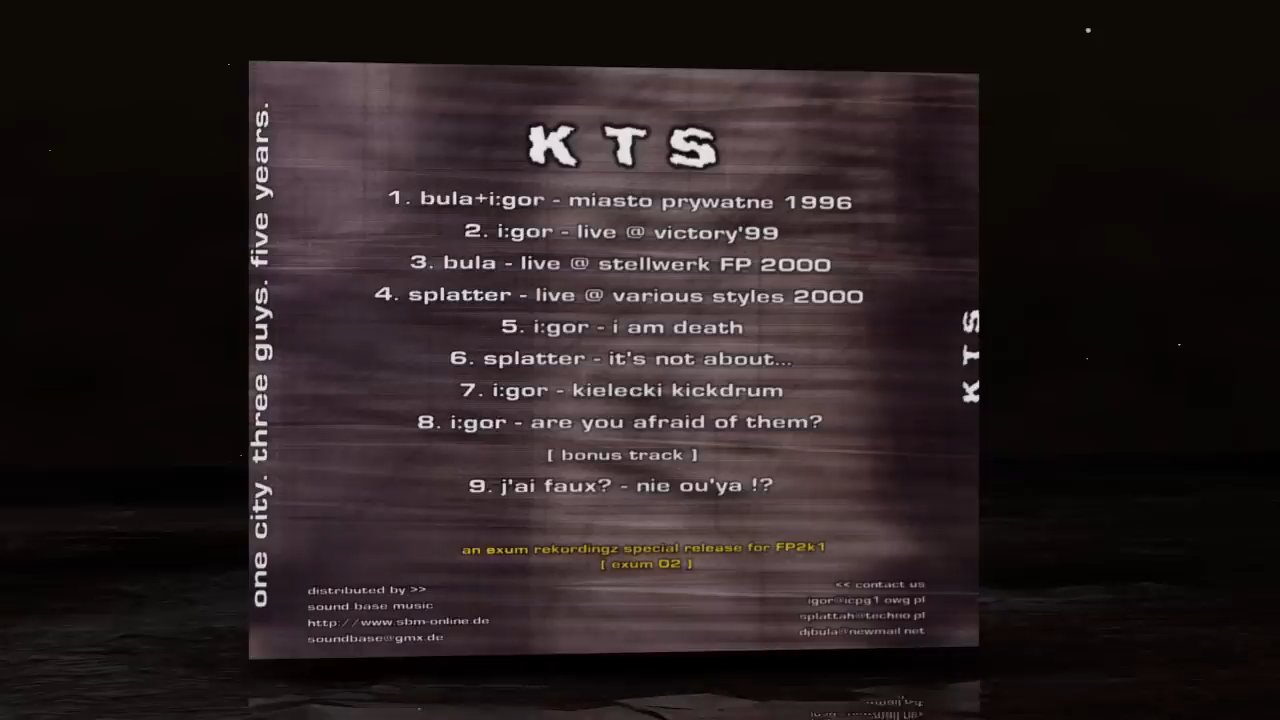 one city. three guys. five years.
K T S
1. bula+i:gor - miasto prywatne 1996
2. i:gor - live @ victory'99
3. bula - live @ stellwerk FP 2000
4. splatter - live @ various styles 2000
5. i:gor - i am death
6. splatter - it's not about...
7. i:gor - kielecki kickdrum
8. i:gor - are you afraid of them?
[ bonus track ]
9. j'ai faux? - nie ou'ya !?
an exum rekordingz special release for FP2k1
[ exum 02 ]
distributed by >>
sound base music
http://www.sbm-online.de
soundbase@gmx.de
<< contact us
igor@icpg1 owg pl
splattah@techno pl
djbula@newmail net
K T S